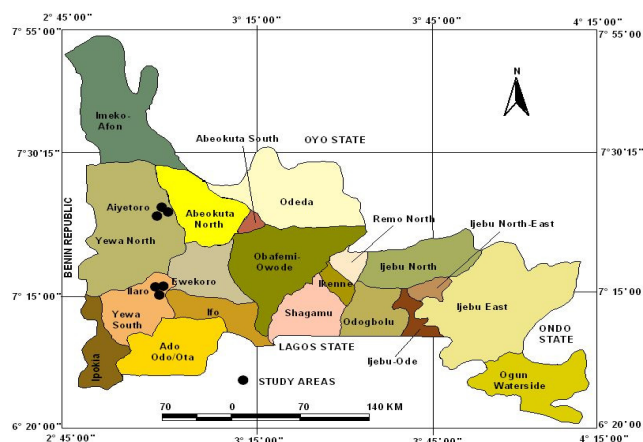 2° 45'00" 3° 15'00" 3° 45'00" 4° 15'00"
7° 55'00" 7° 55'00"
N
Imeko-
Afon
Abeokuta South
OYO STATE
7° 30'15" 7° 30'15"
Aiyetoro
Abeokuta
North
Odeda
Remo North
Ijebu North-East
Yewa North
Obafemi-
Owode
Ijebu North
BENIN REPUBLIC
Ewekoro
Ikenne
Ilaro
7° 15'00" 7° 15'00"
Yewa
South
Ifo
Shagamu
Odogbolu
Ijebu East
ONDO
STATE
Ado
Odo/Ota
LAGOS STATE
Ijebu-Ode
Ipokia
STUDY AREAS
Ogun
Waterside
70 0 70 140 KM
6° 20'00" 6° 20'00"
2° 45'00" 3° 15'00" 3° 45'00" 4° 15'00"